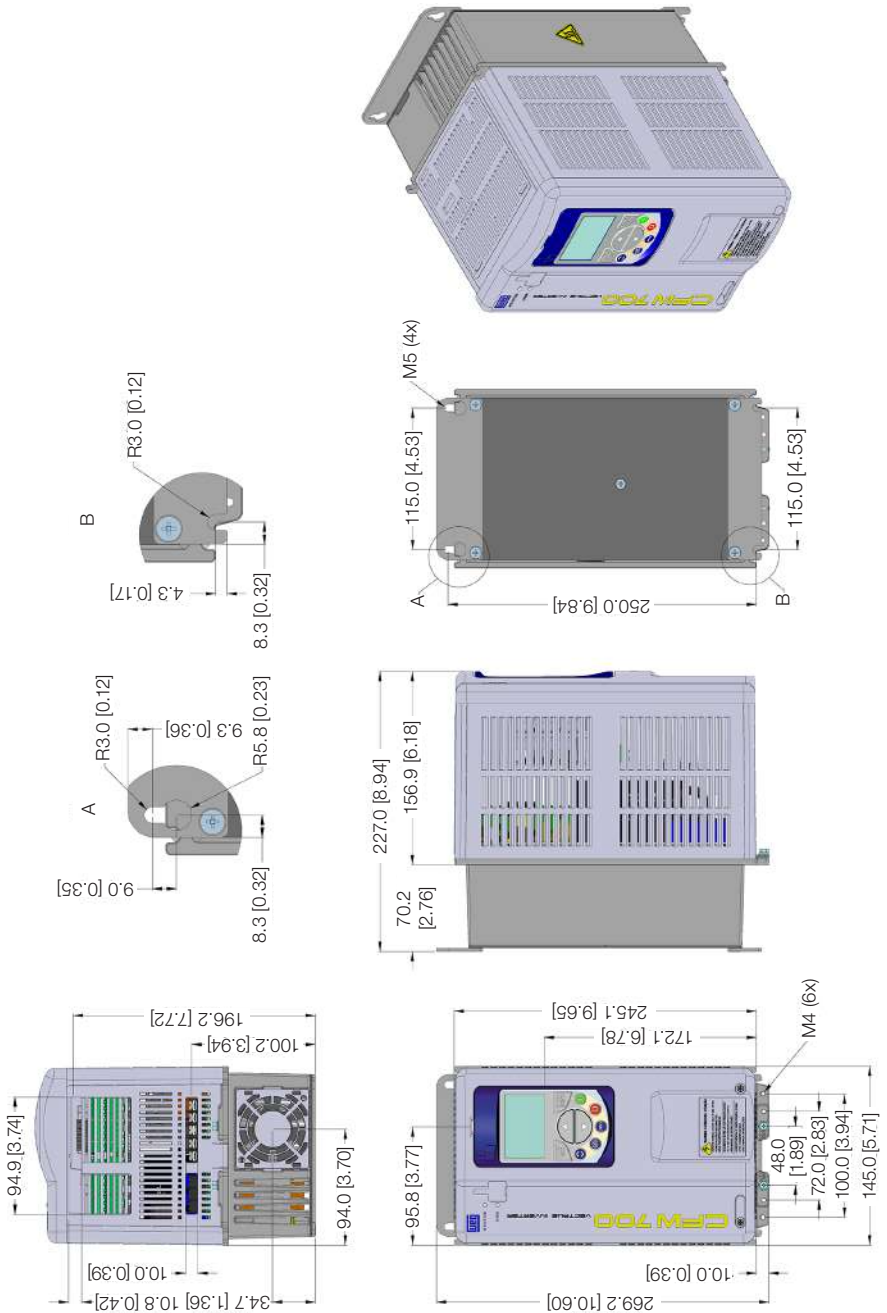 CFW700
M5 (4x)
R3.0 [0.12]
B
4.3 [0.17]
8.3 [0.32]
115.0 [4.53]
A
250.0 [9.84]
B
115.0 [4.53]
R3.0 [0.12]
9.3 [0.36]
R5.8 [0.23]
A
9.0 [0.35]
8.3 [0.32]
227.0 [8.94]
156.9 [6.18]
70.2
[2.76]
196.2 [7.72]
100.2 [3.94]
94.9 [3.74]
94.0 [3.70]
10.0 [0.39]
10.8 [0.42]
34.7 [1.36]
245.1 [9.65]
172.1 [6.78]
M4 (6x)
95.8 [3.77]
48.0
[1.89]
72.0 [2.83]
100.0 [3.94]
145.0 [5.71]
10.0 [0.39]
269.2 [10.60]
VECTRUE INVERTER
CFW700